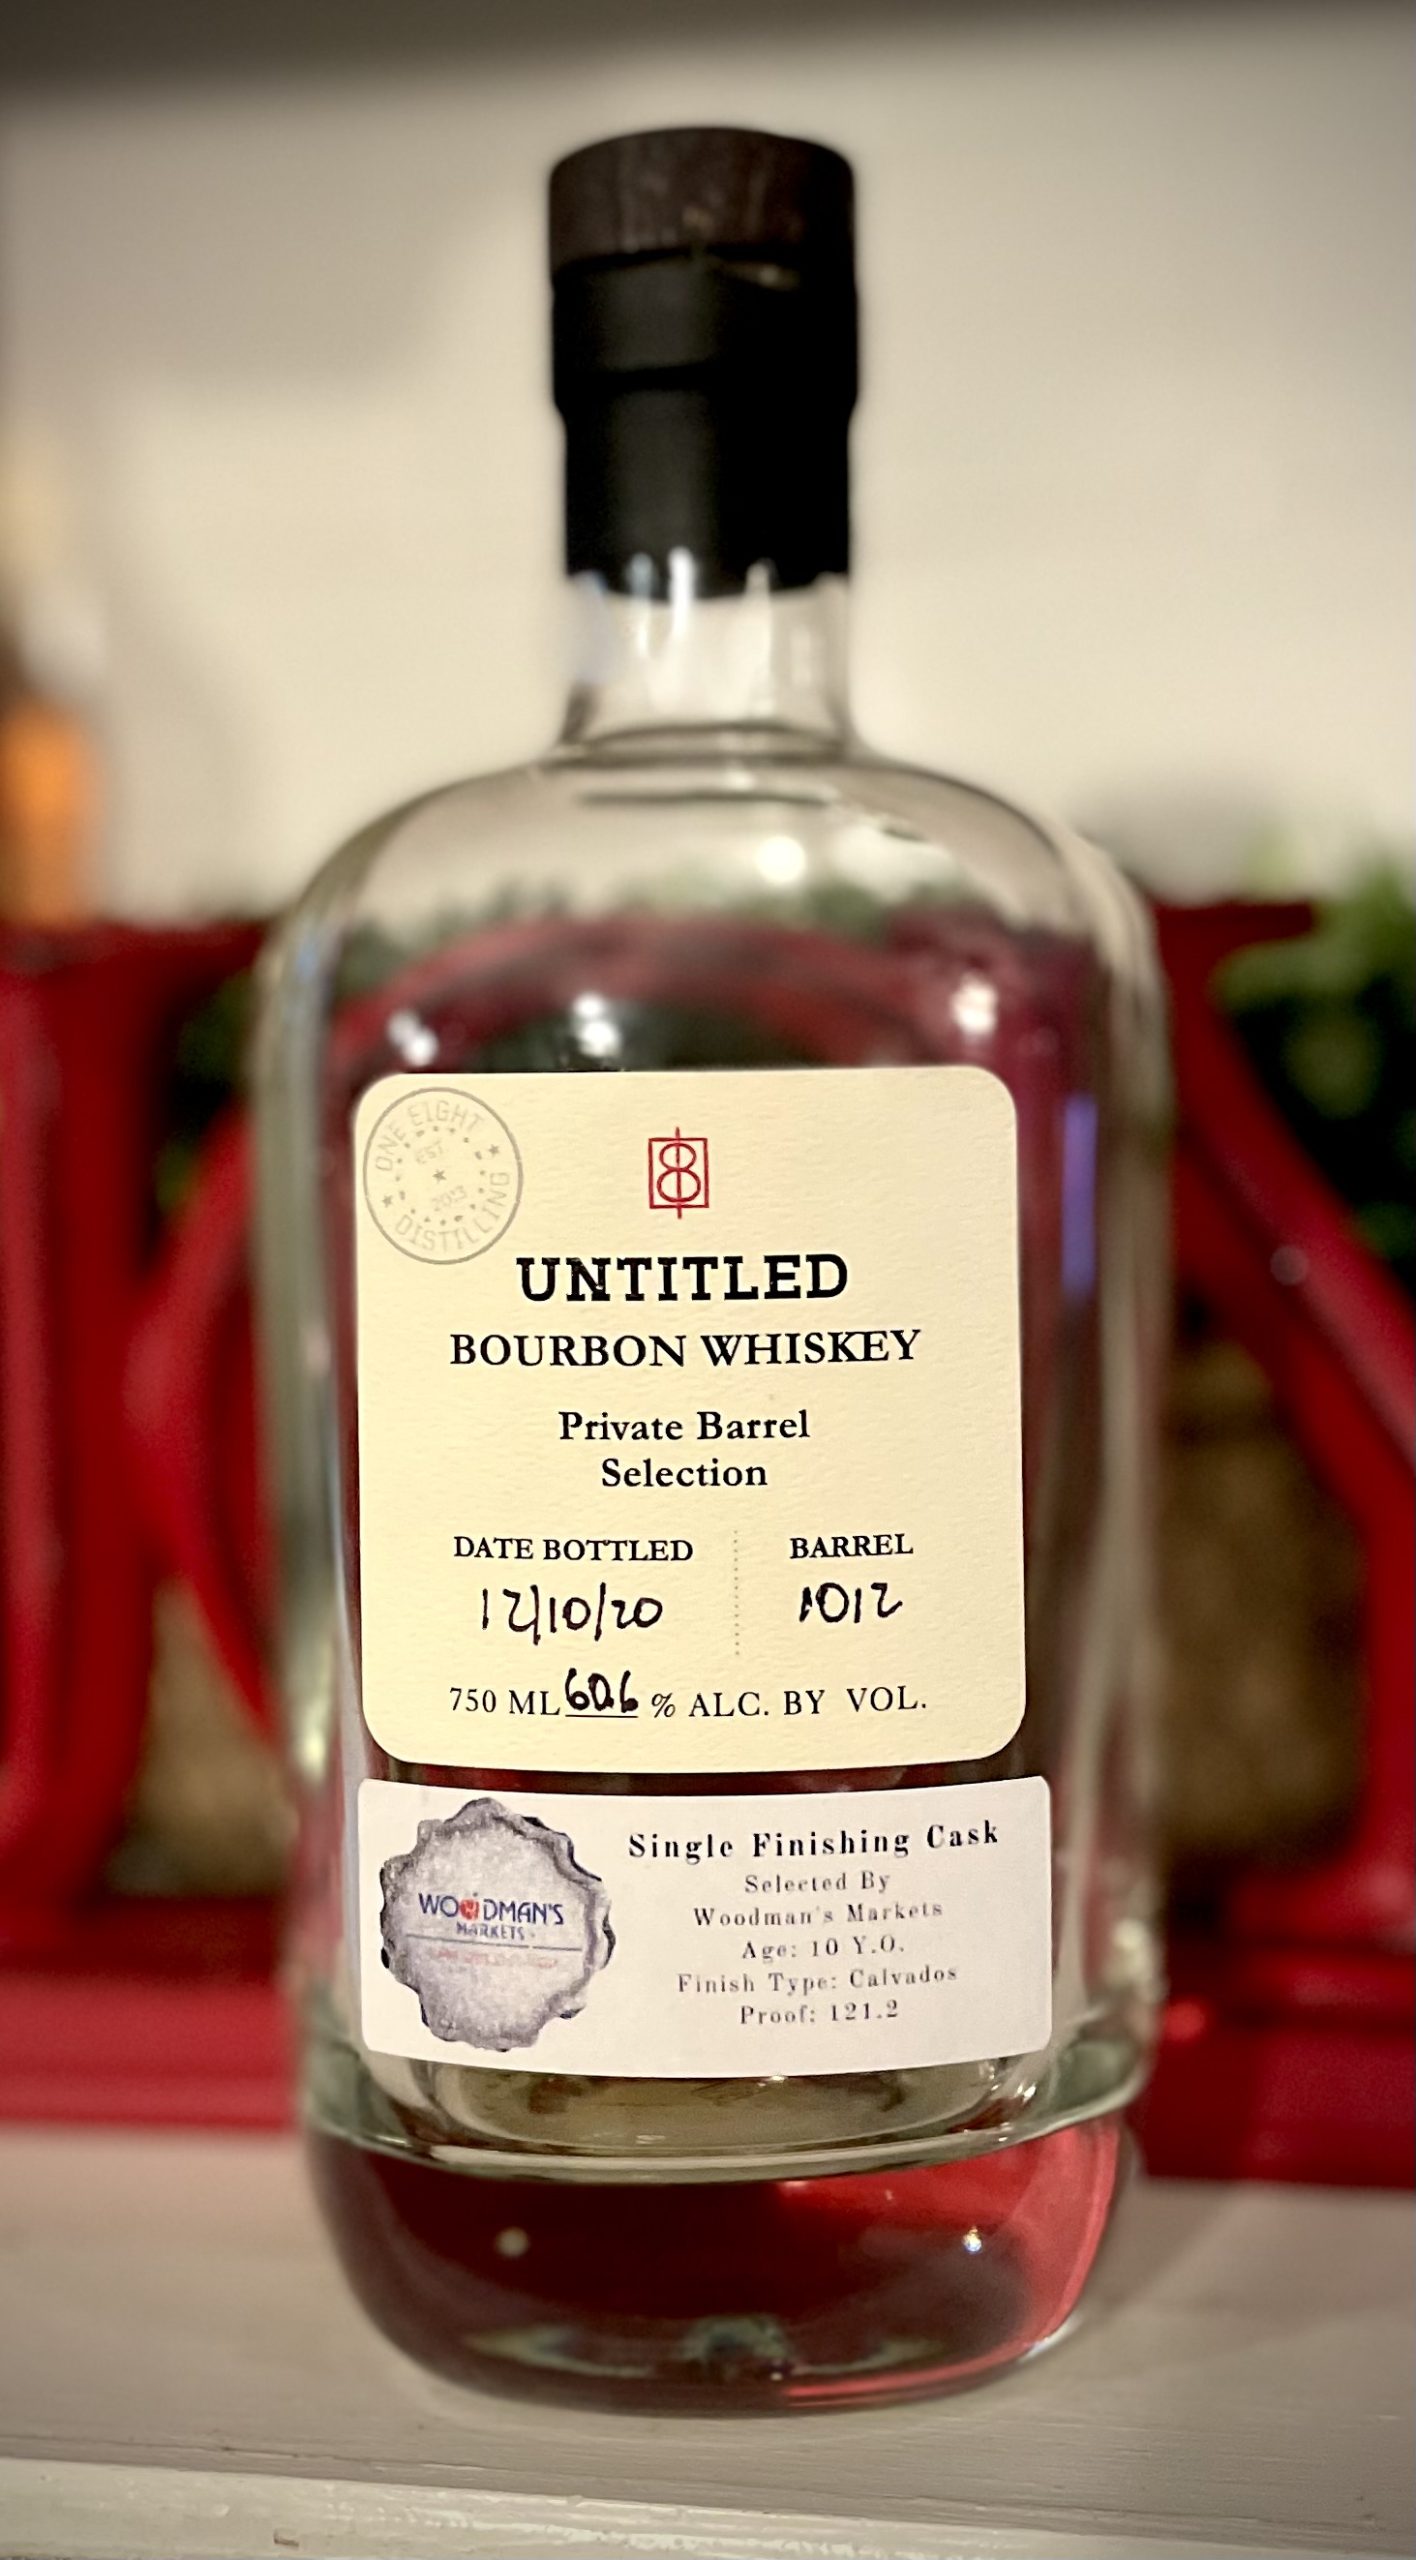 ONE EIGHT
EST
2013
DISTILLING
8
UNTITLED
BOURBON WHISKEY
Private Barrel
Selection
DATE BOTTLED
12/10/20
BARREL
1012
750 ML 60.6 % ALC. BY VOL.
WOODMAN'S
MARKETS
Single Finishing Cask
Selected By
Woodman's Markets
Age: 10 Y.O.
Finish Type: Calvados
Proof: 121.2